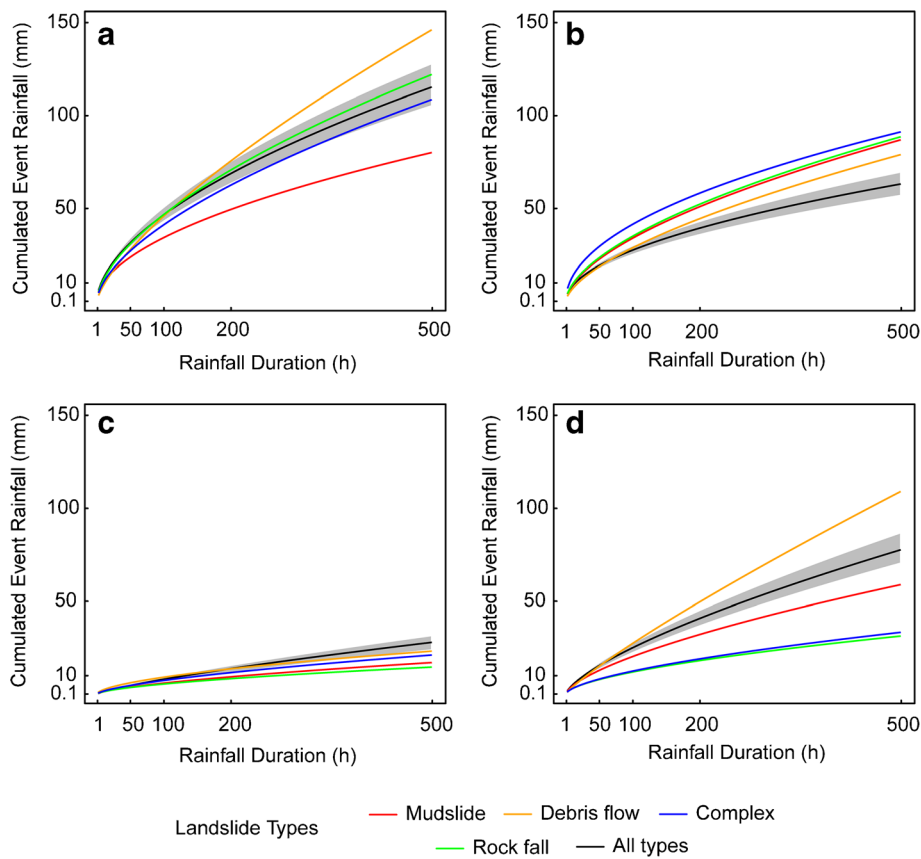 a
150
100
50
10
0.1
Cumulated Event Rainfall (mm)
1 50 100 200 500
Rainfall Duration (h)
b
150
100
50
10
0.1
Cumulated Event Rainfall (mm)
1 50 100 200 500
Rainfall Duration (h)
c
150
100
50
10
0.1
Cumulated Event Rainfall (mm)
1 50 100 200 500
Rainfall Duration (h)
d
150
100
50
10
0.1
Cumulated Event Rainfall (mm)
1 50 100 200 500
Rainfall Duration (h)
Landslide Types
Mudslide Debris flow Complex
Rock fall All types